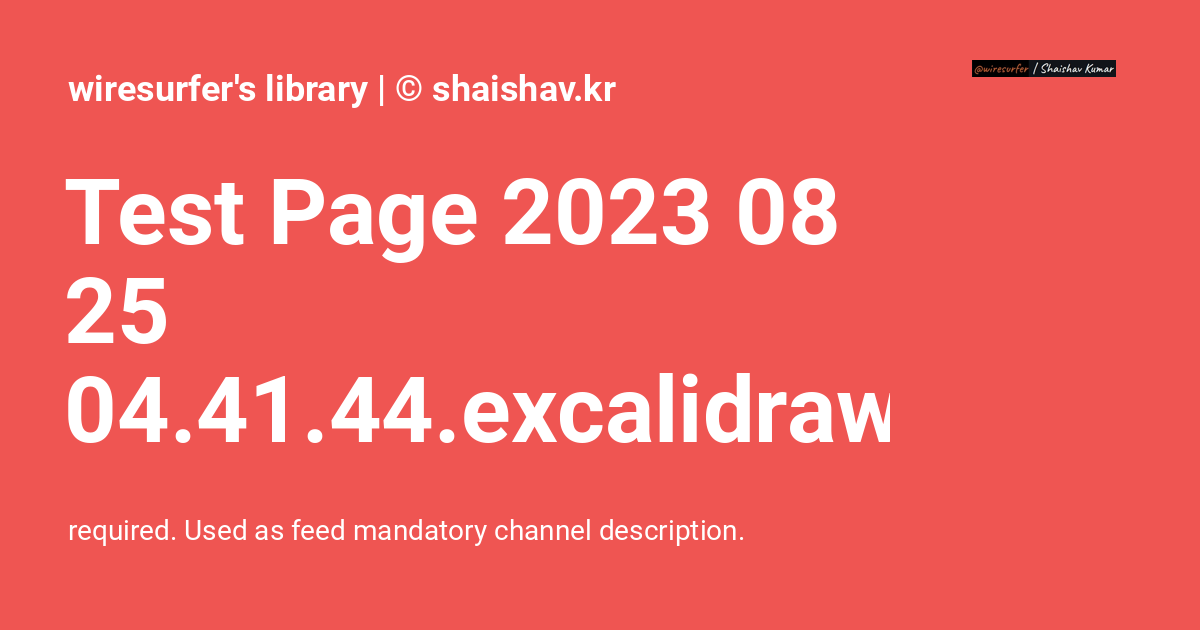 wiresurfer's library | © shaishav.kr
@wiresurfer | Shaishav Kumar
Test Page 2023 08
25
04.41.44.excalidraw
required. Used as feed mandatory channel description.